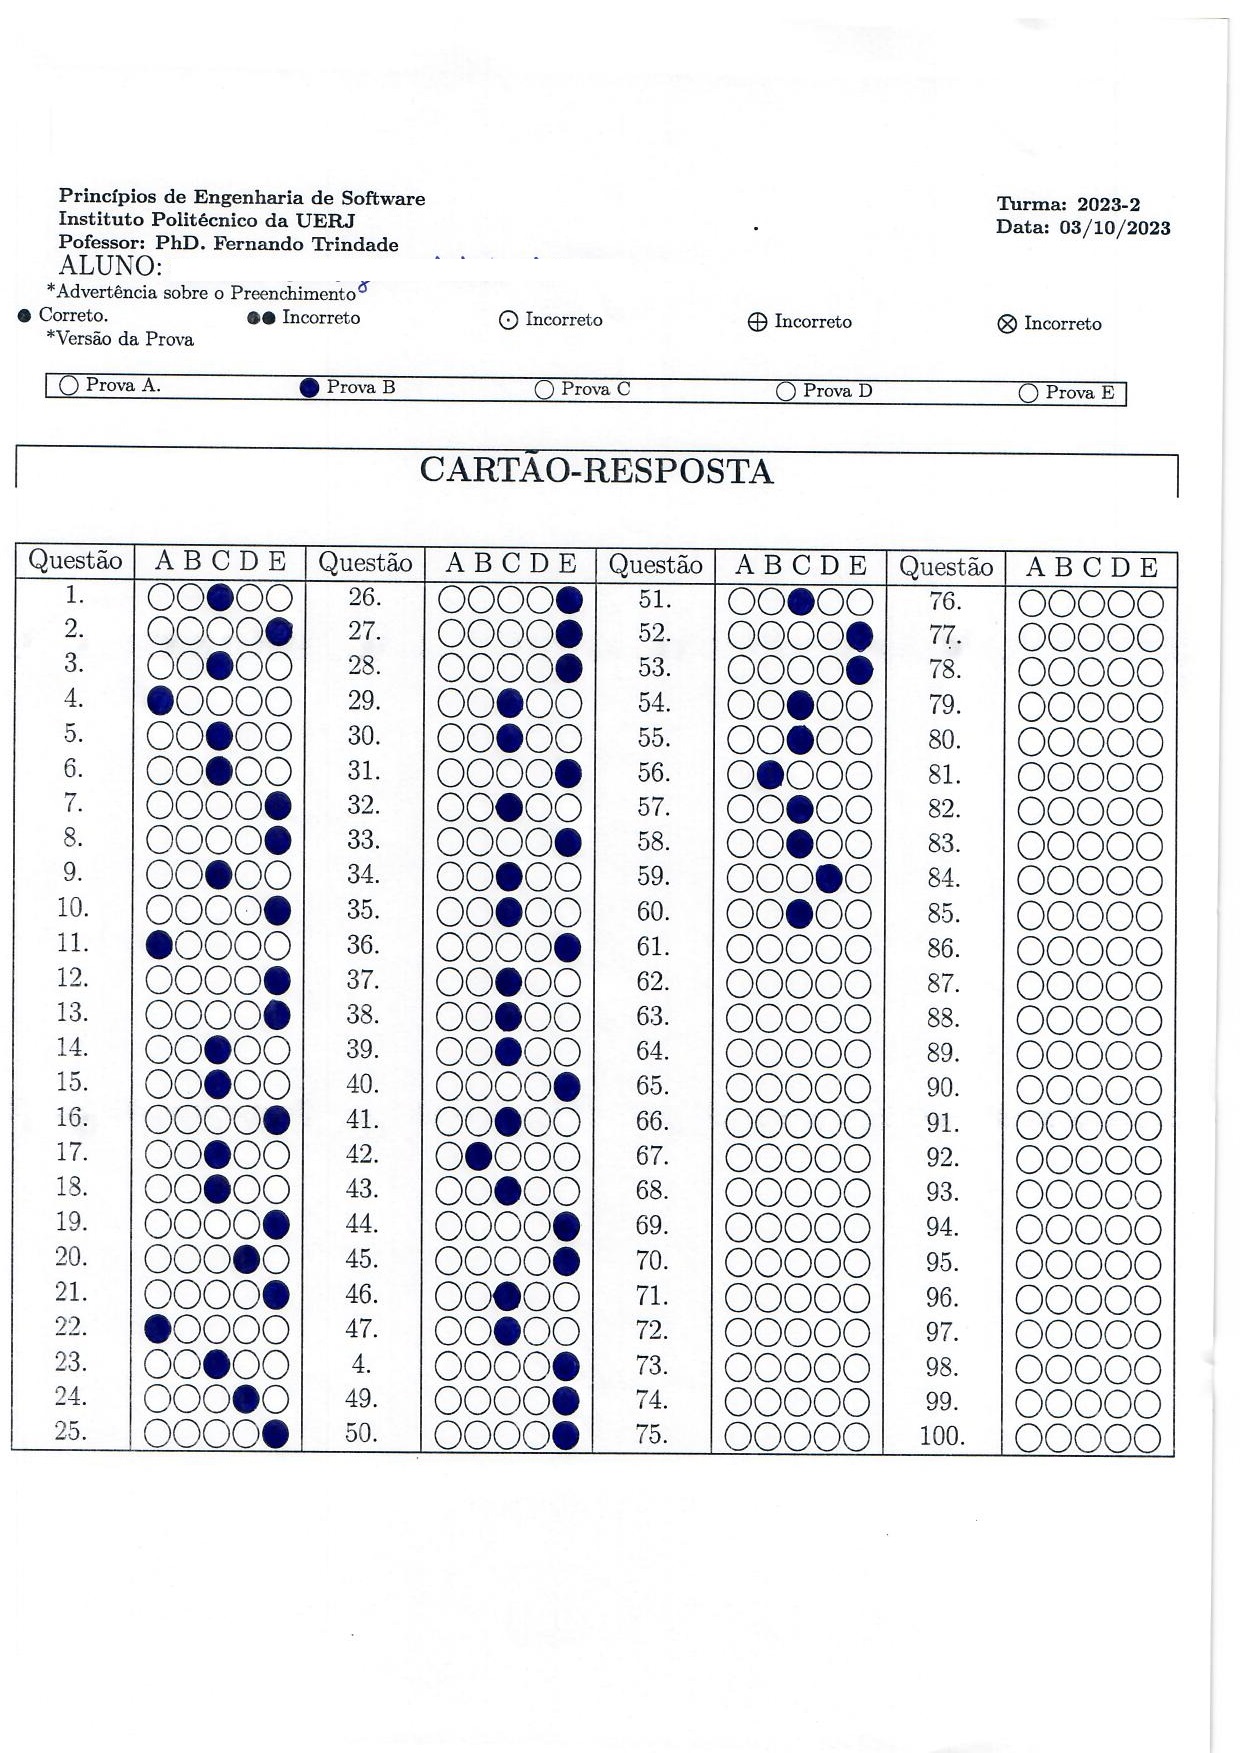 Princípios de Engenharia de Software
Instituto Politécnico da UERJ
Pofessor: PhD. Fernando Trindade
ALUNO:
Turma: 2023-2
Data: 03/10/2023
*Advertência sobre o Preenchimento
Correto. Incorreto Incorreto Incorreto Incorreto
*Versão da Prova
Prova A. Prova B Prova C Prova D Prova E
CARTÃO-RESPOSTA
Questão A B C D E Questão A B C D E Questão A B C D E Questão A B C D E
1. 26. 51. 76.
2. 27. 52. 77.
3. 28. 53. 78.
4. 29. 54. 79.
5. 30. 55. 80.
6. 31. 56. 81.
7. 32. 57. 82.
8. 33. 58. 83.
9. 34. 59. 84.
10. 35. 60. 85.
11. 36. 61. 86.
12. 37. 62. 87.
13. 38. 63. 88.
14. 39. 64. 89.
15. 40. 65. 90.
16. 41. 66. 91.
17. 42. 67. 92.
18. 43. 68. 93.
19. 44. 69. 94.
20. 45. 70. 95.
21. 46. 71. 96.
22. 47. 72. 97.
23. 4. 73. 98.
24. 49. 74. 99.
25. 50. 75. 100.